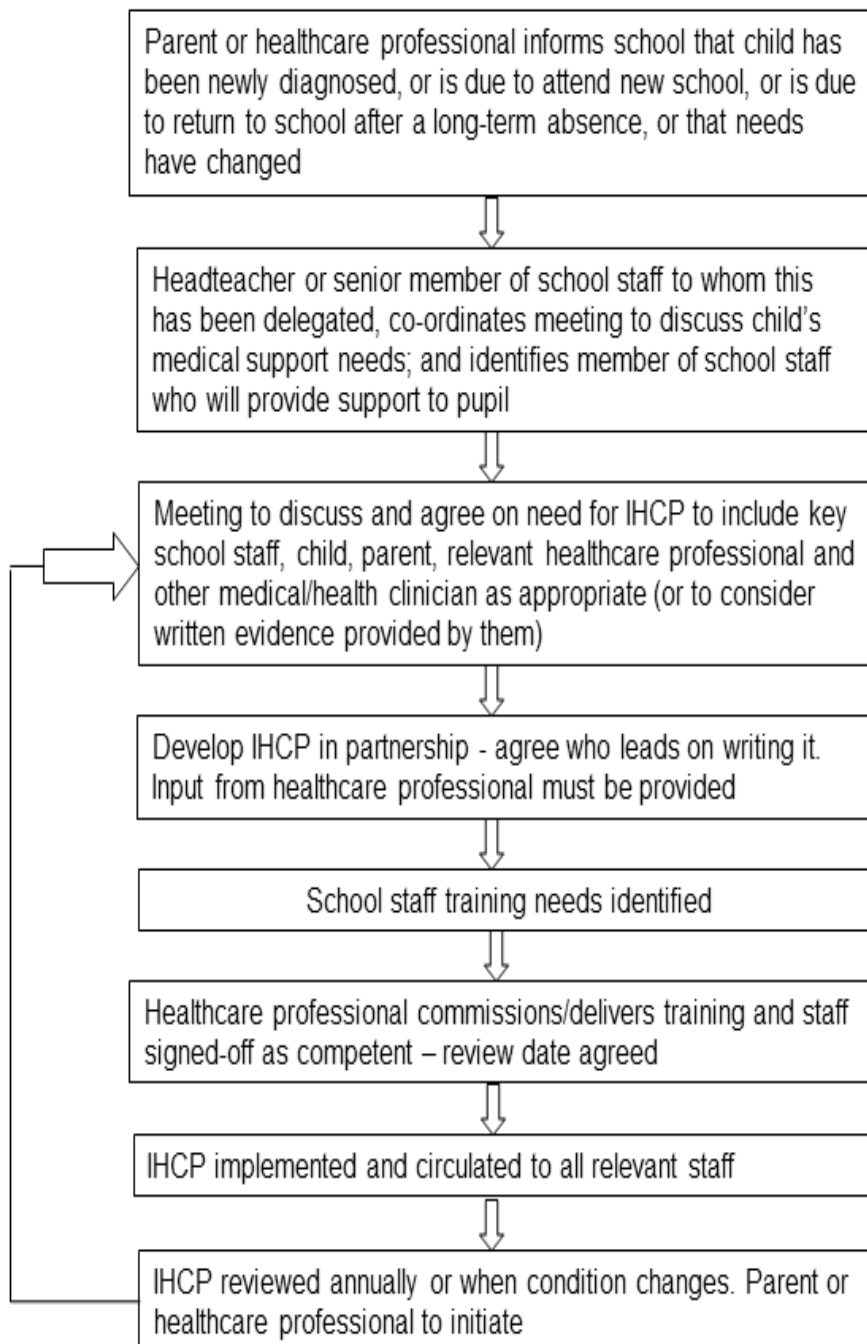 Parent or healthcare professional informs school that child has
been newly diagnosed, or is due to attend new school, or is due
to return to school after a long-term absence, or that needs
have changed
Headteacher or senior member of school staff to whom this
has been delegated, co-ordinates meeting to discuss child's
medical support needs; and identifies member of school staff
who will provide support to pupil
Meeting to discuss and agree on need for IHCP to include key
school staff, child, parent, relevant healthcare professional and
other medical/health clinician as appropriate (or to consider
written evidence provided by them)
Develop IHCP in partnership - agree who leads on writing it.
Input from healthcare professional must be provided
School staff training needs identified
Healthcare professional commissions/delivers training and staff
signed-off as competent – review date agreed
IHCP implemented and circulated to all relevant staff
IHCP reviewed annually or when condition changes. Parent or
healthcare professional to initiate